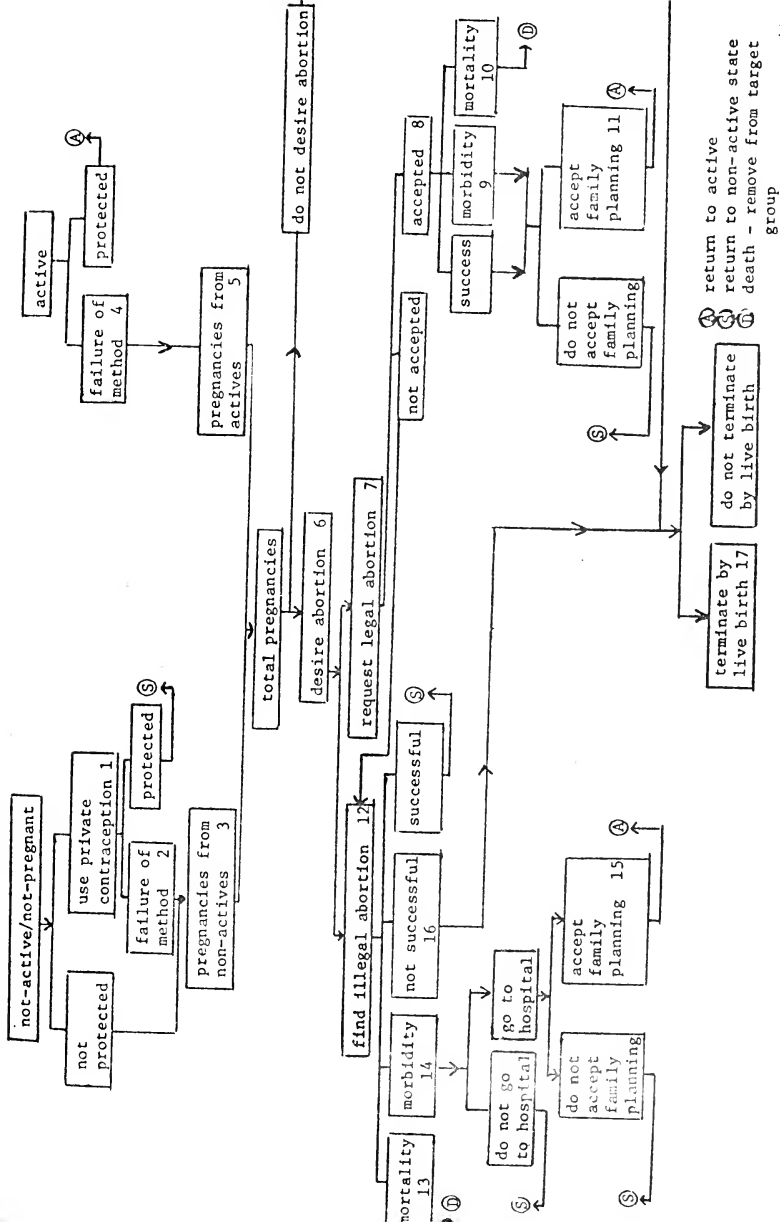 not-active/not-pregnant
not
protected
use private
contraception 1
failure of
method 2
protected
Ⓢ
pregnancies from
non-actives 3
active
failure of
method 4
protected
Ⓐ
pregnancies from
actives 5
total pregnancies
do not desire abortion
desire abortion 6
request legal abortion 7
find illegal abortion 12
not accepted
accepted 8
mortality
13
Ⓓ
morbidity
14
not successful
16
successful
Ⓢ
success
morbidity
9
mortality
10
Ⓓ
do not go
to hospital
Ⓢ
go to
hospital
do not
accept
family
planning
Ⓢ
accept
family
planning 15
Ⓐ
do not
accept
family
planning
Ⓢ
accept
family
planning 11
Ⓐ
terminate by
live birth 17
do not terminate
by live birth
Ⓐ return to active
Ⓢ return to non-active state
Ⓓ death - remove from target
group